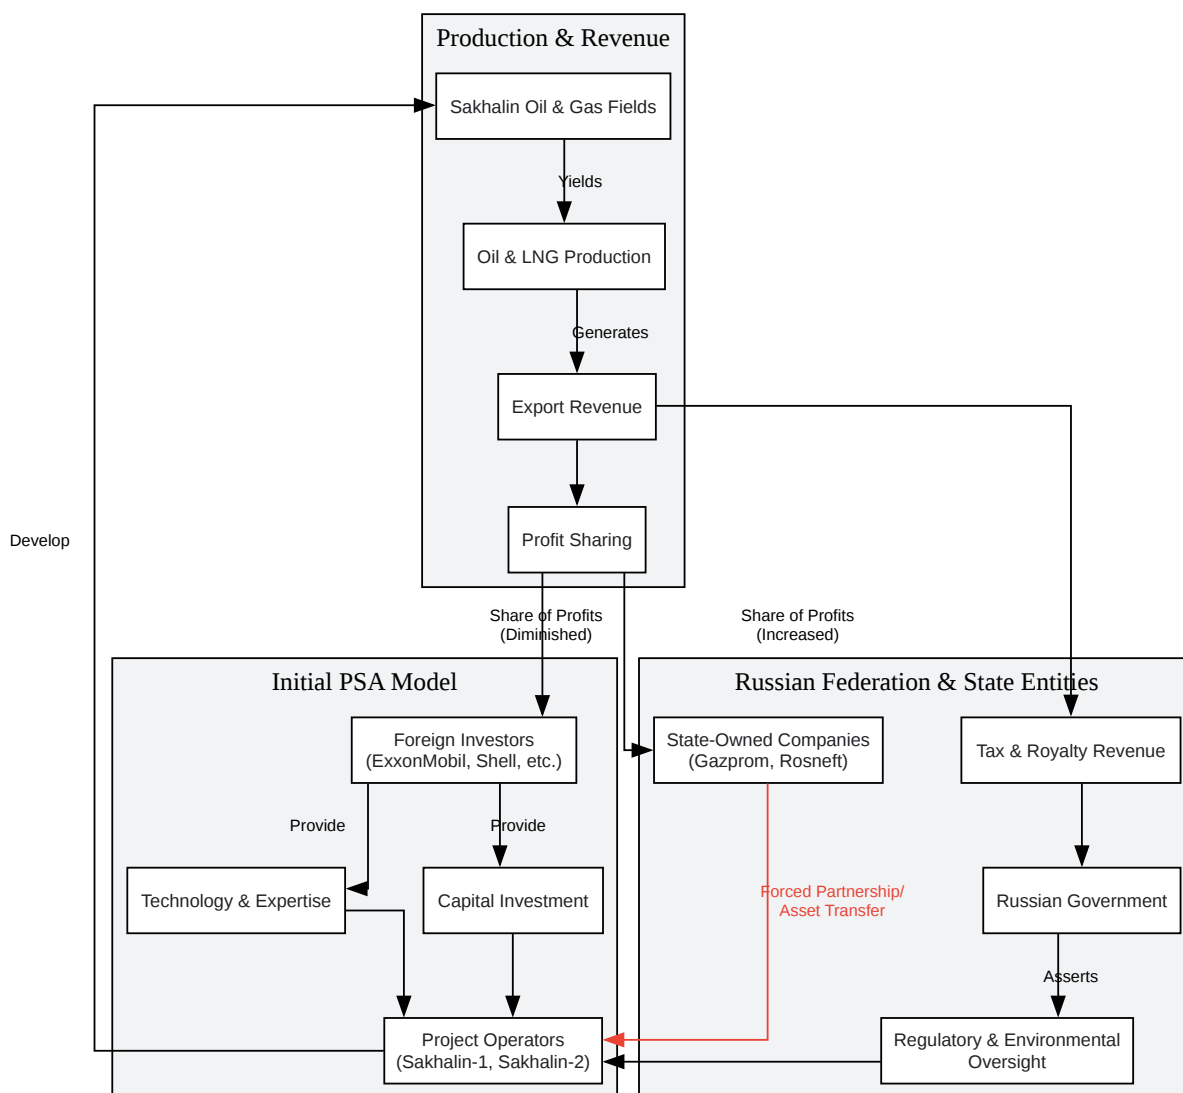 Production & Revenue
Sakhalin Oil & Gas Fields
Yields
Oil & LNG Production
Generates
Export Revenue
Profit Sharing
Develop
Share of Profits
(Diminished)
Share of Profits
(Increased)
Initial PSA Model
Foreign Investors
(ExxonMobil, Shell, etc.)
Provide
Provide
Technology & Expertise
Capital Investment
Project Operators
(Sakhalin-1, Sakhalin-2)
Russian Federation & State Entities
State-Owned Companies
(Gazprom, Rosneft)
Tax & Royalty Revenue
Forced Partnership/
Asset Transfer
Russian Government
Asserts
Regulatory & Environmental
Oversight